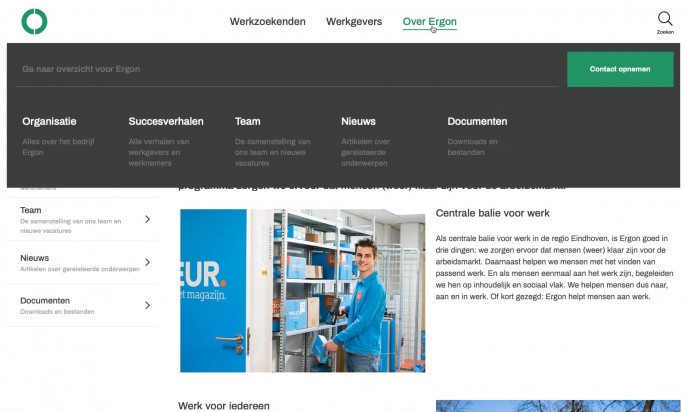 Werkzoekenden
Werkgevers
Over Ergon
Zoeken
Ga naar overzicht voor Ergon
Contact opnemen
Organisatie
Alles over het bedrijf
Ergon
Succesverhalen
Alle verhalen van
werkgevers en
werknemers
Team
De samenstelling van
ons team en nieuwe
vacatures
Nieuws
Artikelen over
gerelateerde
onderwerpen
Documenten
Downloads en
bestanden
Team
De samenstelling van ons team en
nieuwe vacatures
Nieuws
Artikelen over gerelateerde onderwerpen
Documenten
Downloads en bestanden
EUR.
et magazijn.
Centrale balie voor werk
Als centrale balie voor werk in de regio Eindhoven, is Ergon goed in
drie dingen: we zorgen ervoor dat mensen (weer) klaar zijn voor de
arbeidsmarkt. Daarnaast helpen we mensen met het vinden van
passend werk. En als mensen eenmaal aan het werk zijn, begeleiden
we hen op inhoudelijk en sociaal vlak. We helpen mensen dus naar,
aan en in werk. Of kort gezegd: Ergon helpt mensen aan werk.
Werk voor iedereen